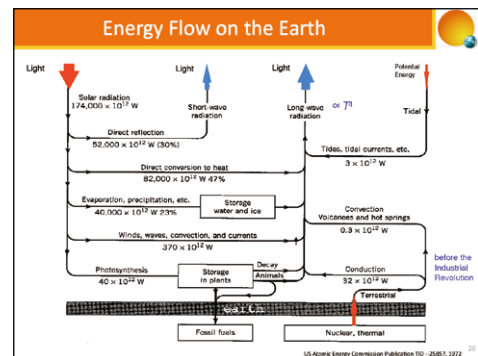 Energy Flow on the Earth
Light
Light
Light
Potential
Energy
Solar radiation
174,000 × 10¹² W
Short-wave
radiation
Long-wave
radiation
∝ T⁴
Tidal
Direct reflection
52,000 × 10¹² W (30%)
Tides, tidal currents, etc.
3 × 10¹² W
Direct conversion to heat
82,000 × 10¹² W 47%
Evaporation, precipitation, etc.
40,000 × 10¹² W 23%
Storage
water and ice
Convection
Volcanoes and hot springs
0.3 × 10¹² W
Winds, waves, convection, and currents
370 × 10¹² W
before the
Industrial
Revolution
Photosynthesis
40 × 10¹² W
Storage
in plants
Decay
Animals
Conduction
32 × 10¹² W
Terrestrial
earth
Fossil fuels
Nuclear, thermal
20
US Atomic Energy Commission Publication TID –25857, 1972